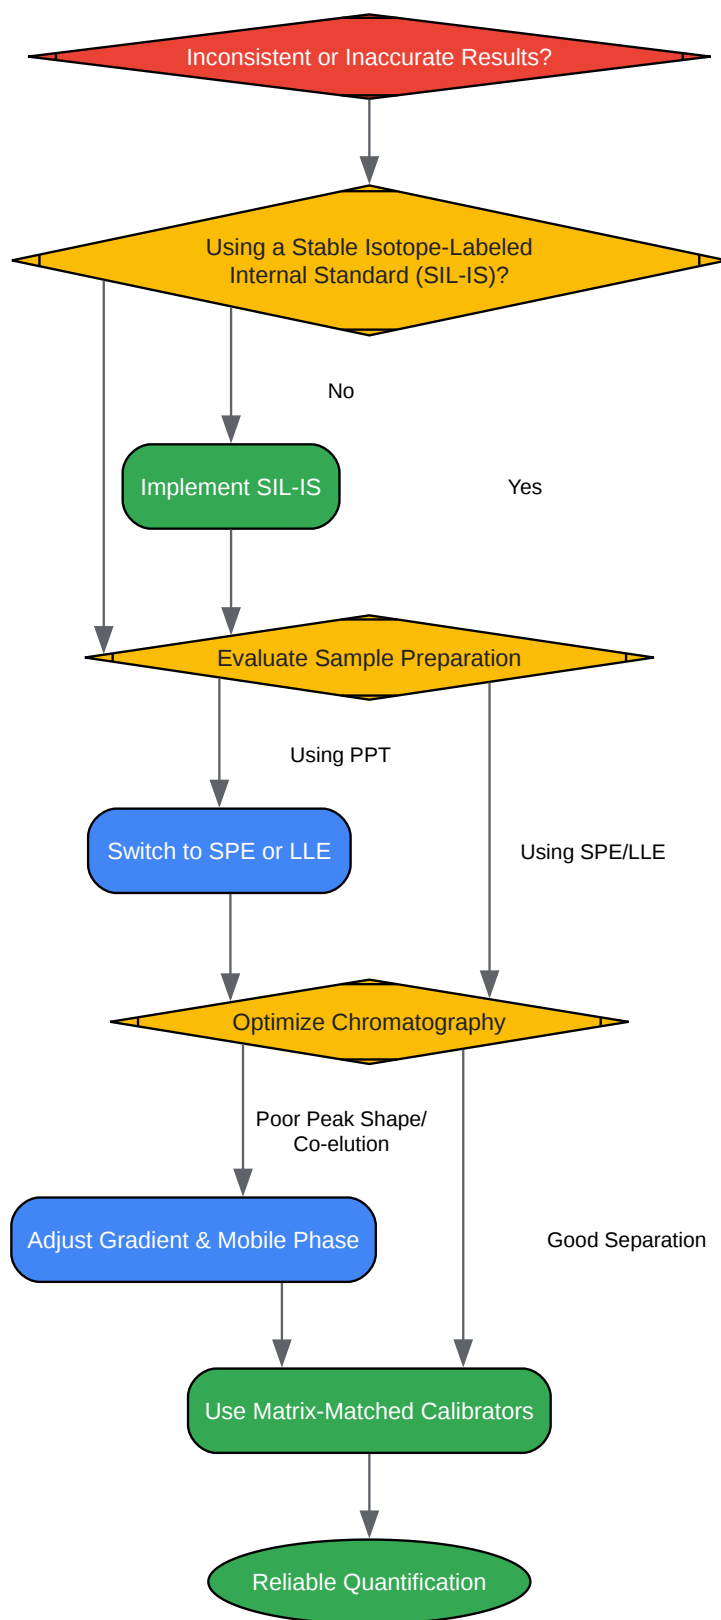 Inconsistent or Inaccurate Results?
Using a Stable Isotope-Labeled
Internal Standard (SIL-IS)?
No
Implement SIL-IS
Yes
Evaluate Sample Preparation
Using PPT
Switch to SPE or LLE
Using SPE/LLE
Optimize Chromatography
Poor Peak Shape/
Co-elution
Adjust Gradient & Mobile Phase
Good Separation
Use Matrix-Matched Calibrators
Reliable Quantification